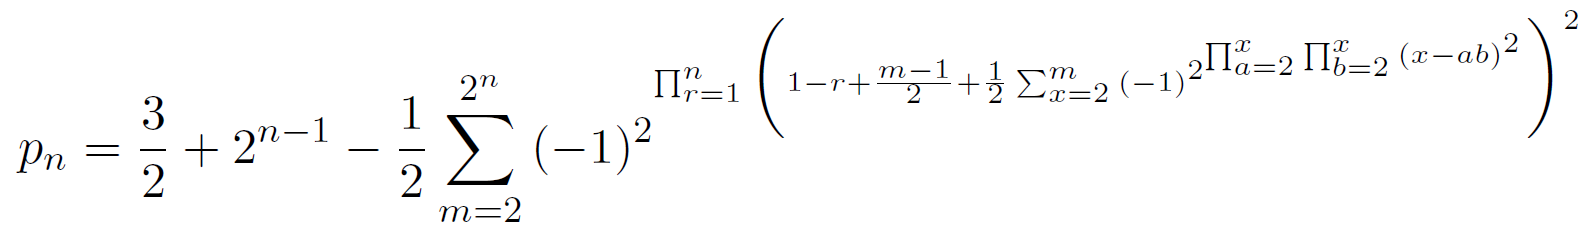 p_n = \frac{3}{2} + 2^{n-1} - \frac{1}{2} \sum_{m=2}^{2^n} (-1)^{2^{\prod_{r=1}^{n} \left( 1-r+\frac{m-1}{2}+\frac{1}{2} \sum_{x=2}^{m} (-1)^{2^{\prod_{a=2}^{x} \prod_{b=2}^{x} (x-ab)^2}} \right)^2}}